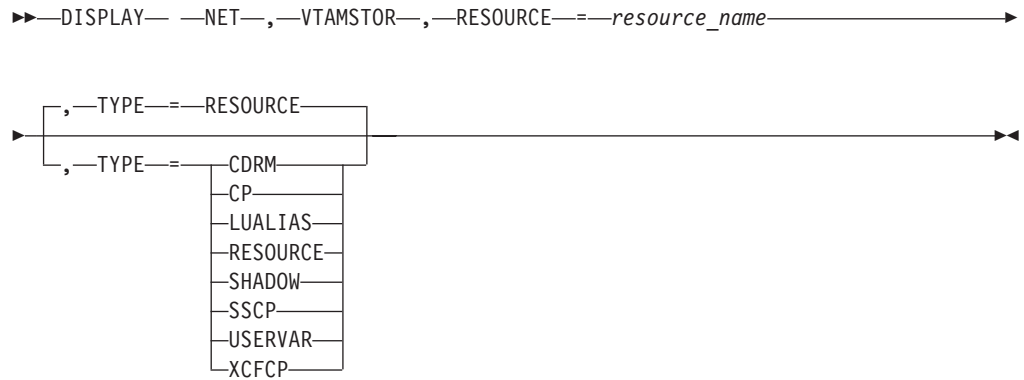 DISPLAY NET , VTAMSTOR , RESOURCE = resource_name
, TYPE = RESOURCE
, TYPE = CDRM
CP
LUALIAS
RESOURCE
SHADOW
SSCP
USERVAR
XCFCP